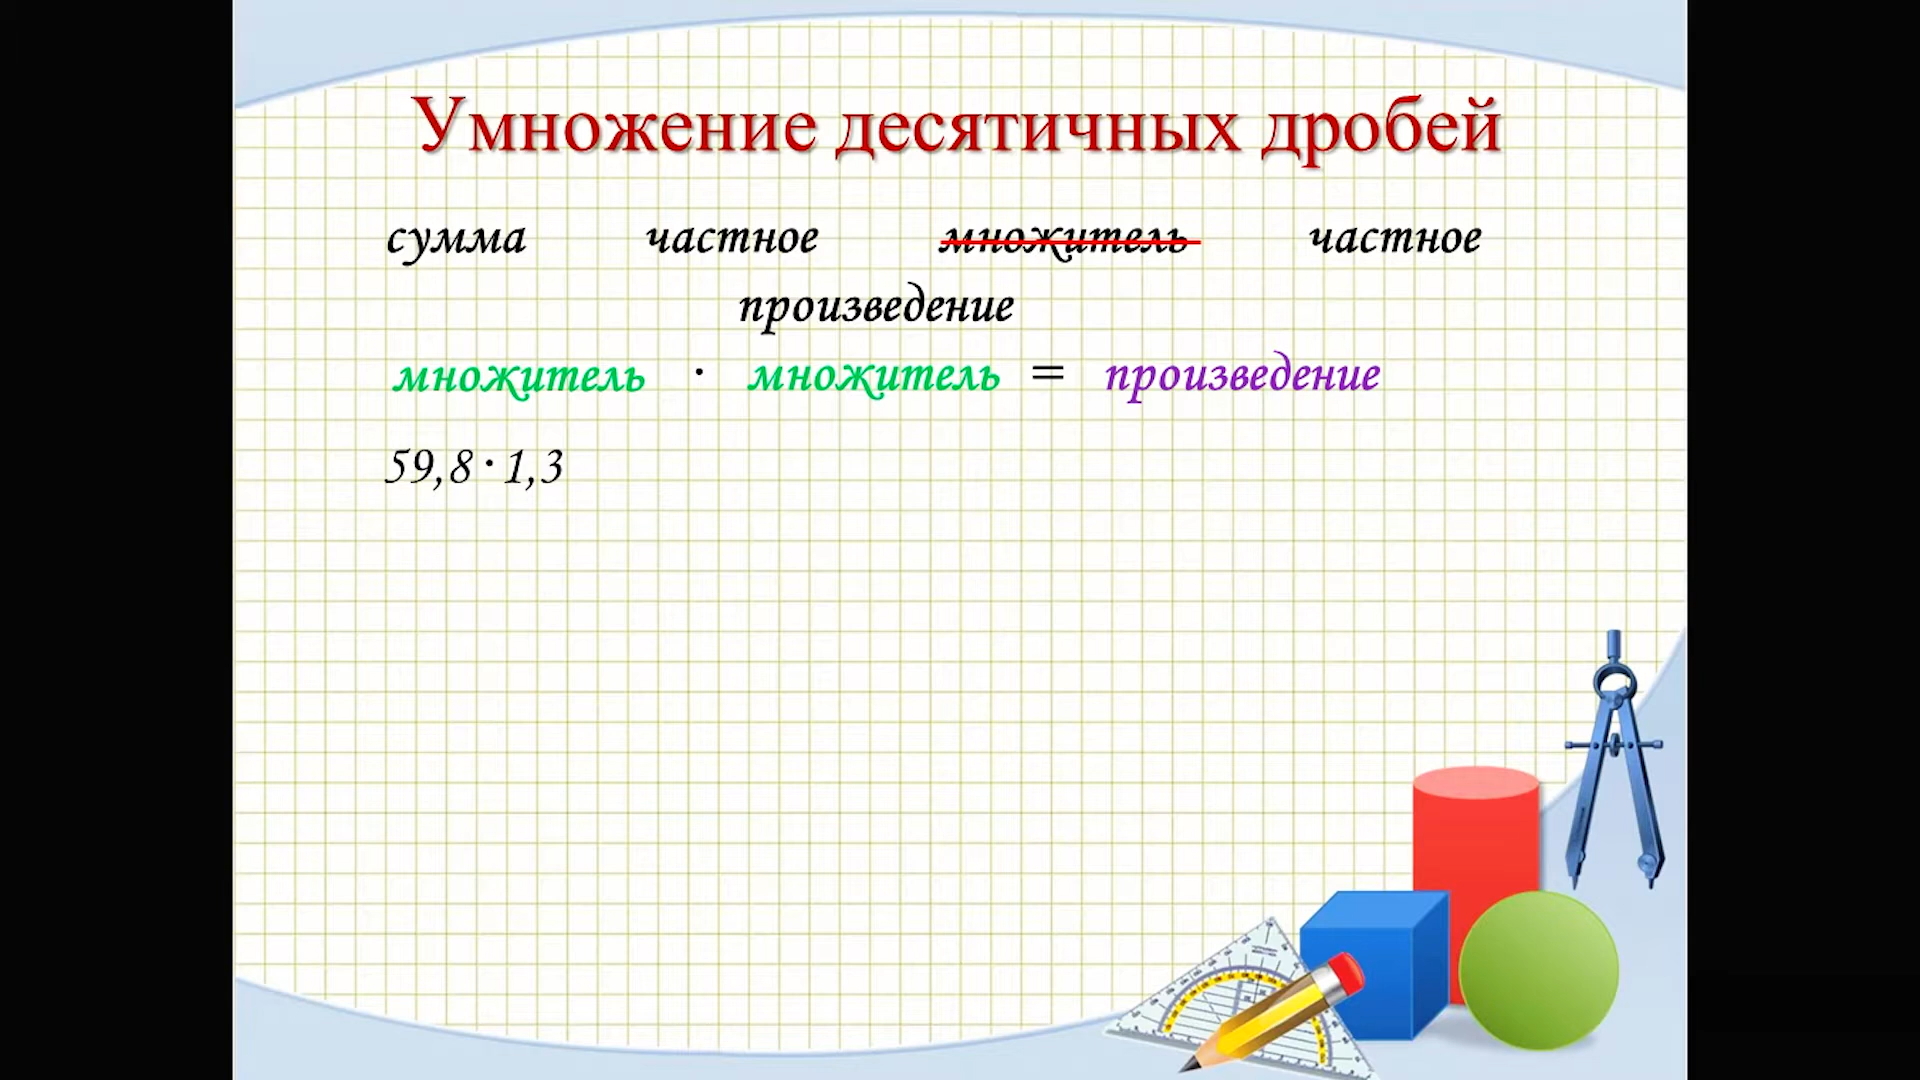 Умножение десятичных дробей
сумма частное множитель частное
произведение
множитель · множитель = произведение
59,8 · 1,3